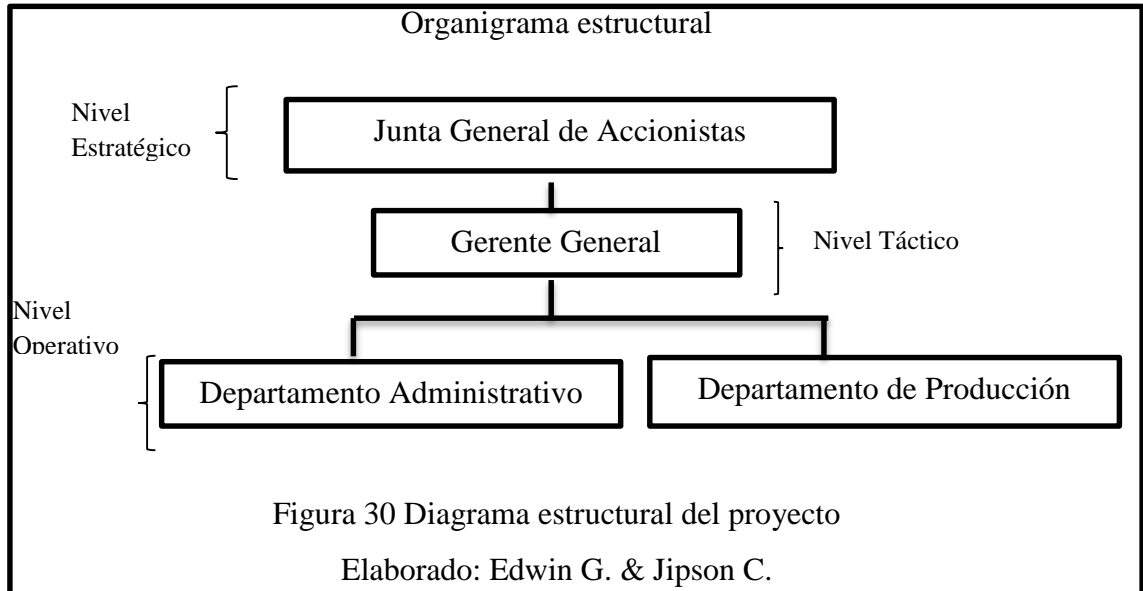 Organigrama estructural
Nivel
Estratégico
Junta General de Accionistas
Gerente General
Nivel Táctico
Nivel
Operativo
Departamento Administrativo
Departamento de Producción
Figura 30 Diagrama estructural del proyecto
Elaborado: Edwin G. & Jipson C.